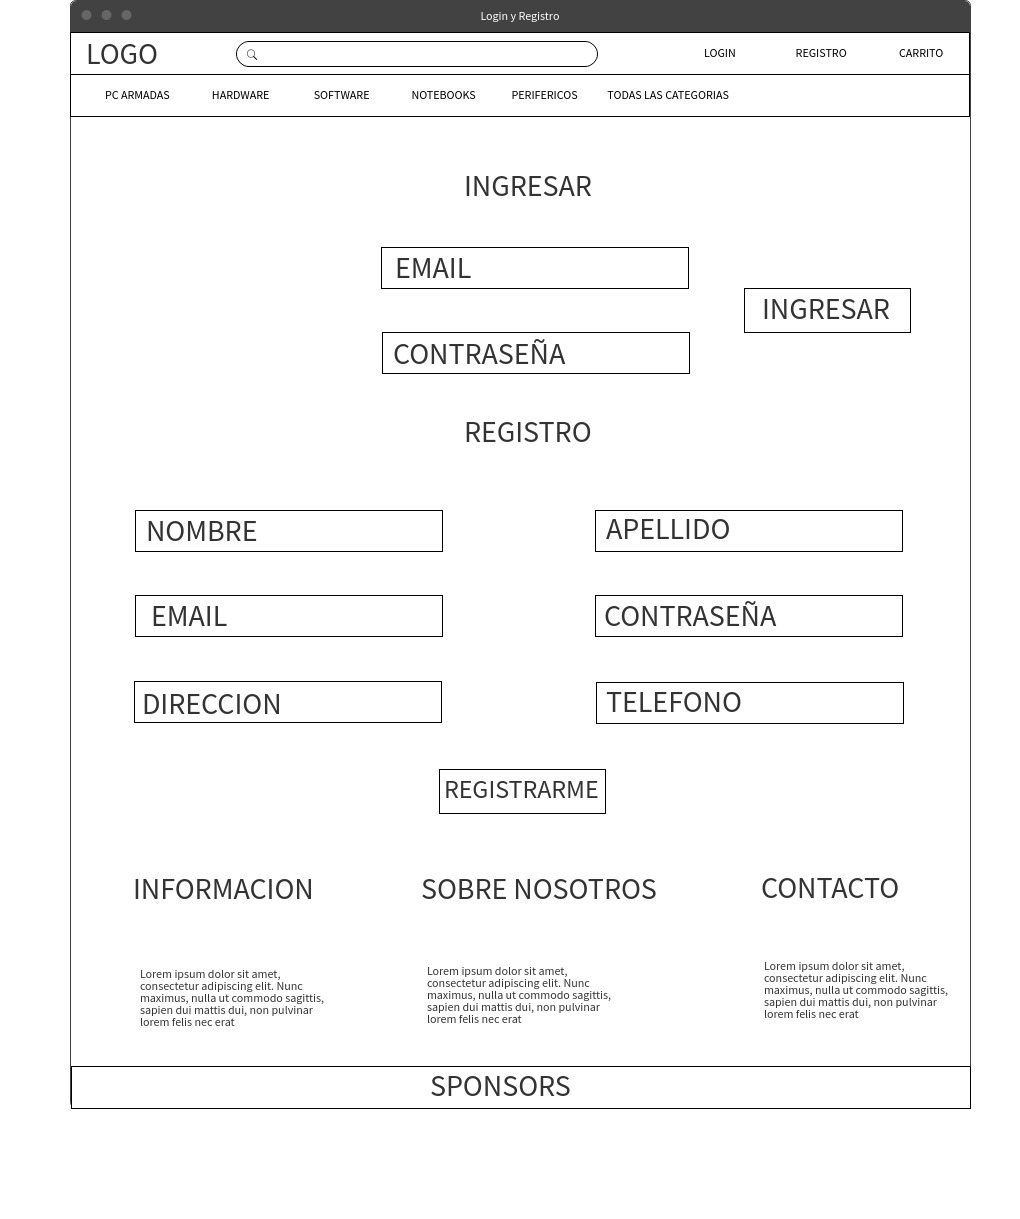 Login y Registro
LOGO
LOGIN REGISTRO CARRITO
PC ARMADAS HARDWARE SOFTWARE NOTEBOOKS PERIFERICOS TODAS LAS CATEGORIAS
INGRESAR
EMAIL
INGRESAR
CONTRASEÑA
REGISTRO
NOMBRE APELLIDO
EMAIL CONTRASEÑA
DIRECCION TELEFONO
REGISTRARME
INFORMACION SOBRE NOSOTROS CONTACTO
Lorem ipsum dolor sit amet,
consectetur adipiscing elit. Nunc
maximus, nulla ut commodo sagittis,
sapien dui mattis dui, non pulvinar
lorem felis nec erat
Lorem ipsum dolor sit amet,
consectetur adipiscing elit. Nunc
maximus, nulla ut commodo sagittis,
sapien dui mattis dui, non pulvinar
lorem felis nec erat
Lorem ipsum dolor sit amet,
consectetur adipiscing elit. Nunc
maximus, nulla ut commodo sagittis,
sapien dui mattis dui, non pulvinar
lorem felis nec erat
SPONSORS